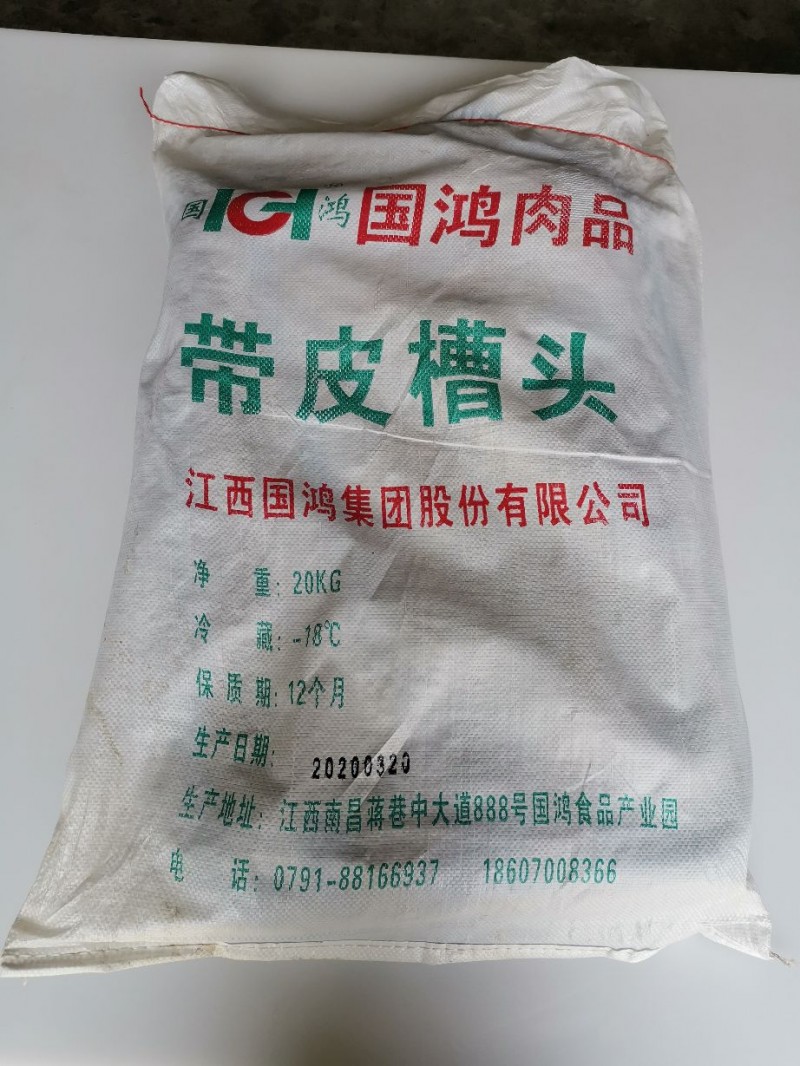 国 GH 鸿 国鸿肉品
带皮槽头
江西国鸿集团股份有限公司
净 重: 20KG
冷 藏: -18℃
保质期: 12个月
生产日期: 20200320
生产地址: 江西南昌蒋巷中大道888号国鸿食品产业园
电 话: 0791-88166937 18607008366